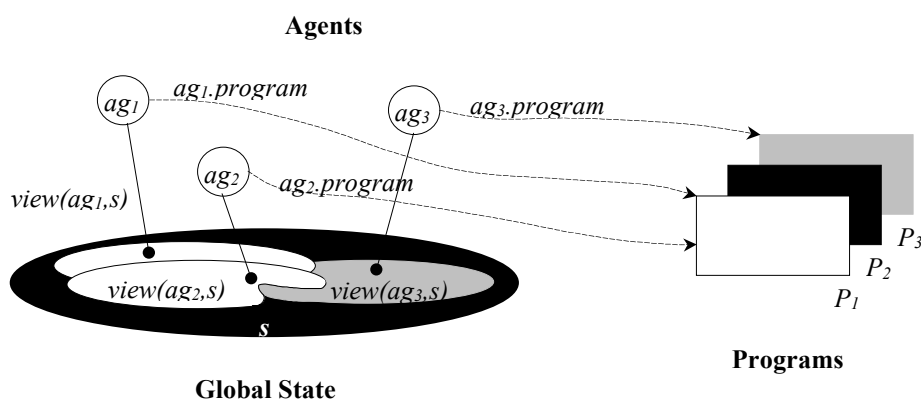 Agents
ag1
ag1.program
ag3
ag3.program
ag2
ag2.program
view(ag1,s)
view(ag2,s)
view(ag3,s)
s
P3
P2
P1
Programs
Global State